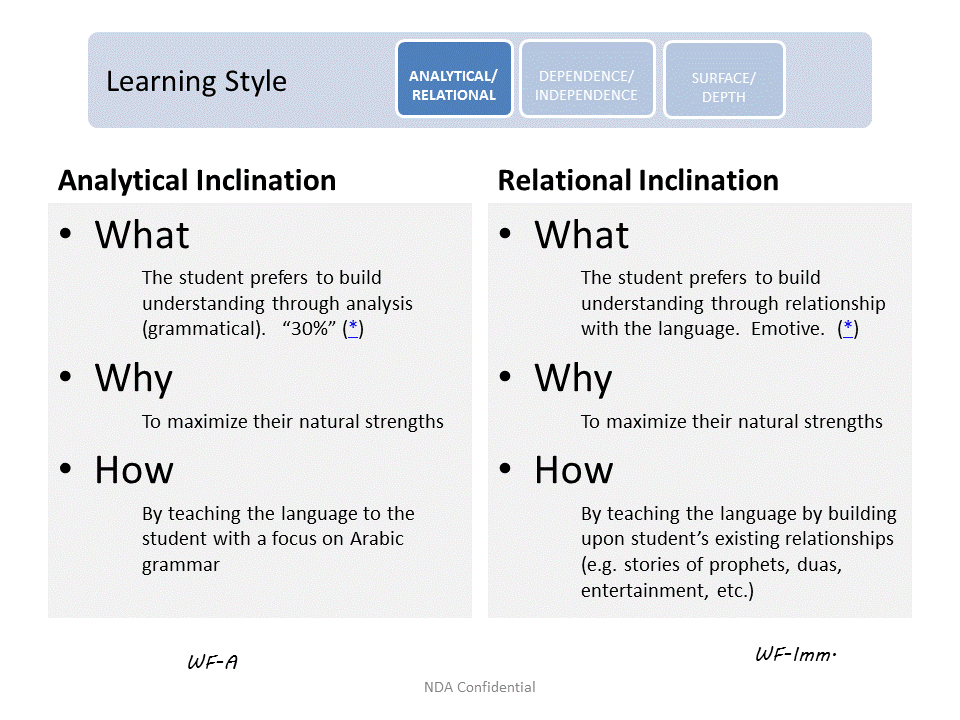 Learning Style
ANALYTICAL/
RELATIONAL
DEPENDENCE/
INDEPENDENCE
SURFACE/
DEPTH
Analytical Inclination
• What
The student prefers to build
understanding through analysis
(grammatical).   “30%” (*)
• Why
To maximize their natural strengths
• How
By teaching the language to the
student with a focus on Arabic
grammar
Relational Inclination
• What
The student prefers to build
understanding through relationship
with the language.  Emotive.  (*)
• Why
To maximize their natural strengths
• How
By teaching the language by building
upon student’s existing relationships
(e.g. stories of prophets, duas,
entertainment, etc.)
WF-A
WF-Imm.
NDA Confidential